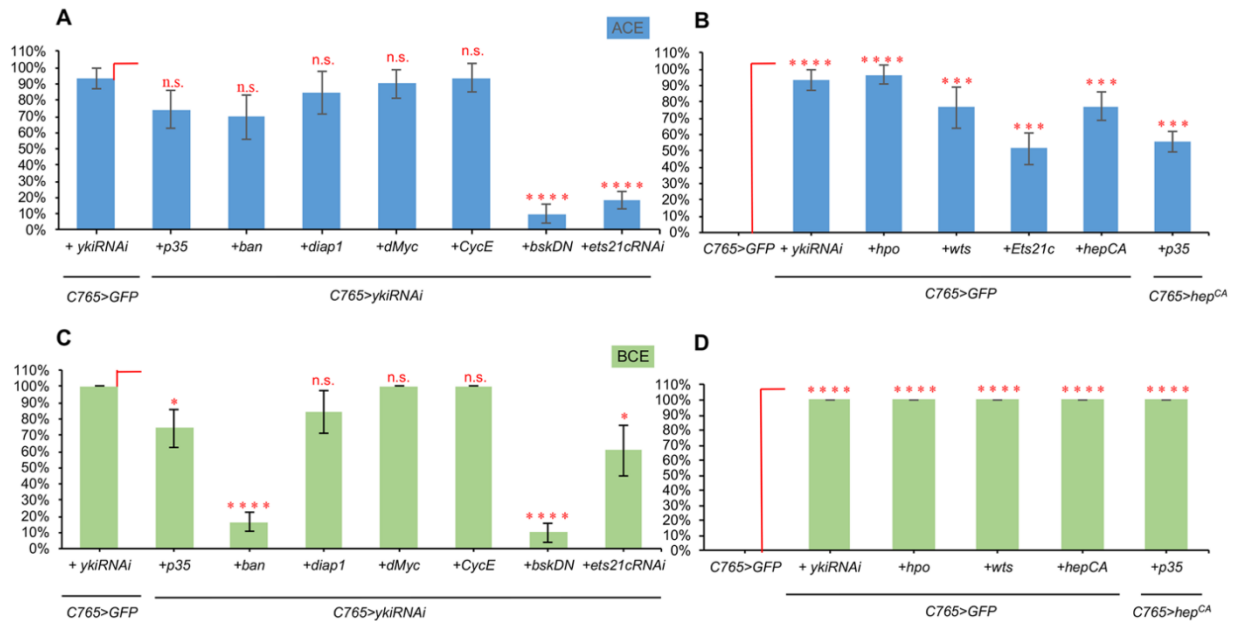 A
ACE
110%
100%
90%
80%
70%
60%
50%
40%
30%
20%
10%
0%
n.s. n.s. n.s. n.s. n.s. **** ****
+ ykiRNAi +p35 +ban +diap1 +dMyc +CycE +bskDN +ets21cRNAi
C765>GFP C765>ykiRNAi
B
110%
100%
90%
80%
70%
60%
50%
40%
30%
20%
10%
0%
**** **** *** *** *** ***
C765>GFP + ykiRNAi +hpo +wts +Ets21c +hepCA +p35
C765>GFP C765>hepCA
C
BCE
110%
100%
90%
80%
70%
60%
50%
40%
30%
20%
10%
0%
* **** n.s. n.s. n.s. **** *
+ ykiRNAi +p35 +ban +diap1 +dMyc +CycE +bskDN +ets21cRNAi
C765>GFP C765>ykiRNAi
D
110%
100%
90%
80%
70%
60%
50%
40%
30%
20%
10%
0%
**** **** **** **** ****
C765>GFP + ykiRNAi +hpo +wts +hepCA +p35
C765>GFP C765>hepCA